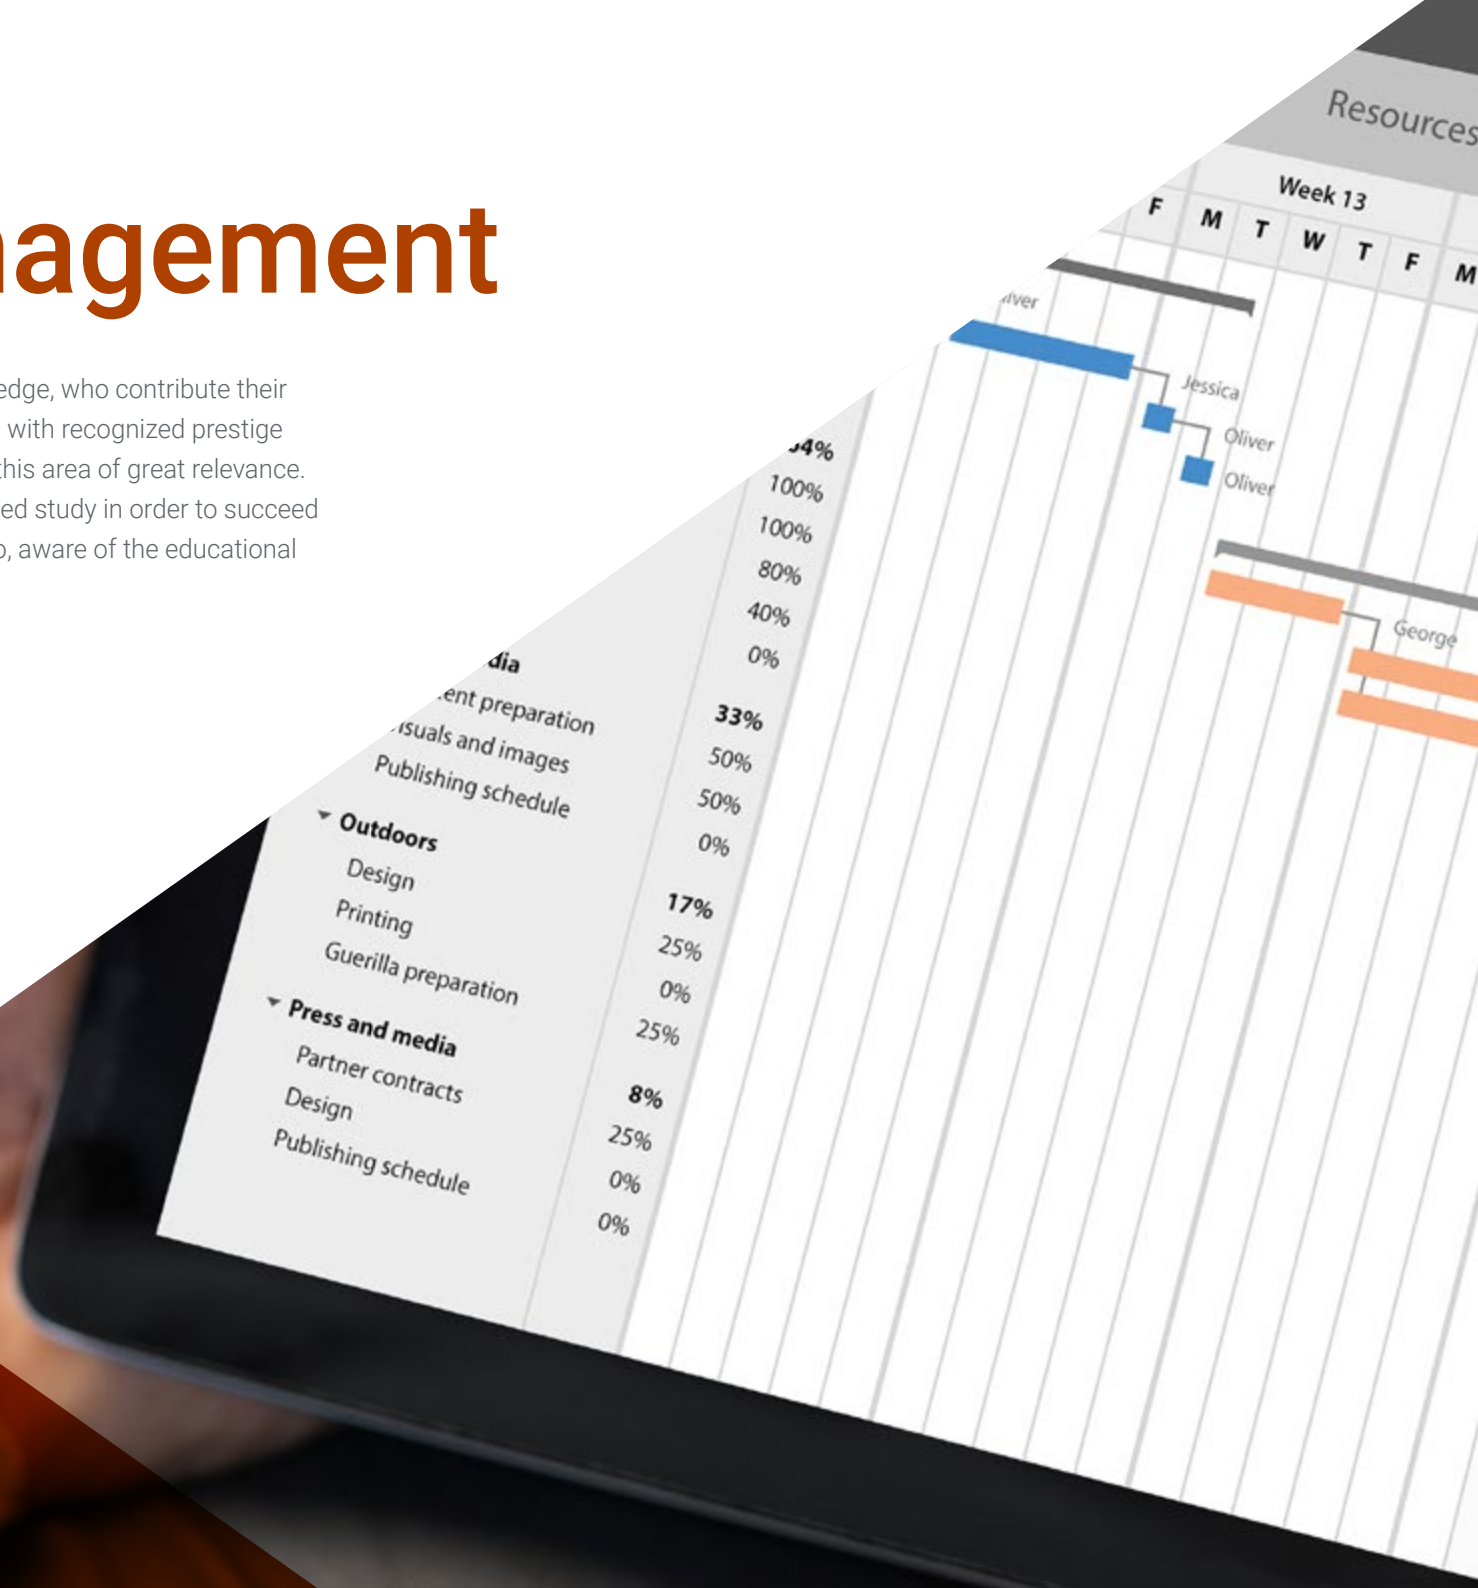 Resources
Week 13
F M T W T F M
nagement
edge, who contribute their
with recognized prestige
this area of great relevance.
ed study in order to succeed
o, aware of the educational
Jessica
Oliver
Oliver
George
100%
100%
80%
40%
0%
ent preparation 33%
isuals and images 50%
Publishing schedule 50%
0%
Outdoors
Design 17%
Printing 25%
Guerilla preparation 0%
25%
Press and media
Partner contracts 8%
Design 25%
Publishing schedule 0%
0%